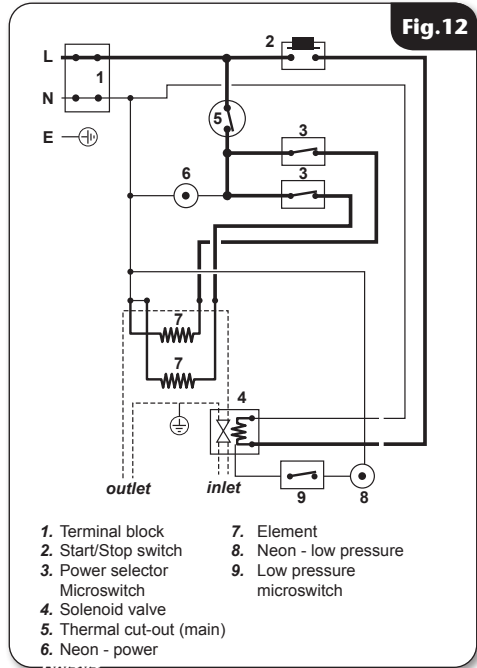 Fig.12
2
L
1
N
5
3
E
6
3
7
7
4
outlet
inlet
9
8
1. Terminal block
2. Start/Stop switch
3. Power selector
Microswitch
4. Solenoid valve
5. Thermal cut-out (main)
6. Neon - power
7. Element
8. Neon - low pressure
9. Low pressure
microswitch